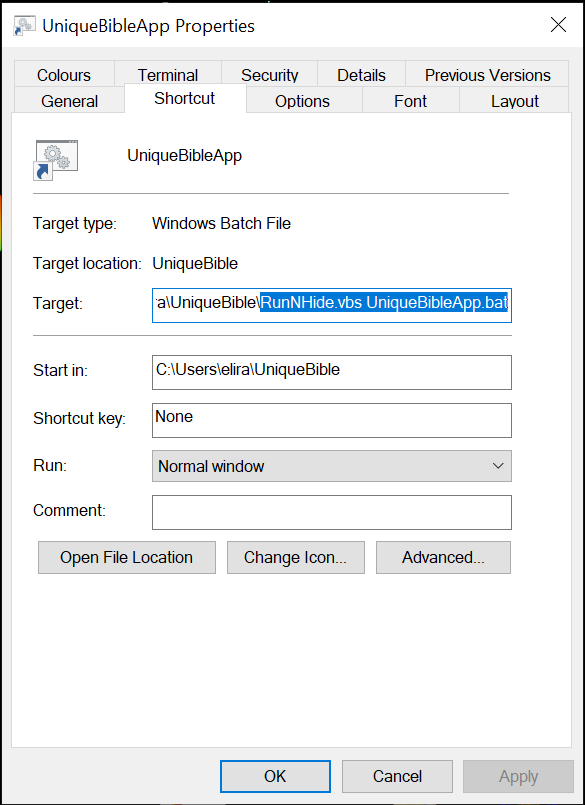 UniqueBibleApp Properties
Colours Terminal Security Details Previous Versions
General Shortcut Options Font Layout
UniqueBibleApp
Target type: Windows Batch File
Target location: UniqueBible
Target: a\UniqueBible\RunNHide.vbs UniqueBibleApp.bat
Start in: C:\Users\elira\UniqueBible
Shortcut key: None
Run: Normal window
Comment:
Open File Location Change Icon... Advanced...
OK Cancel Apply